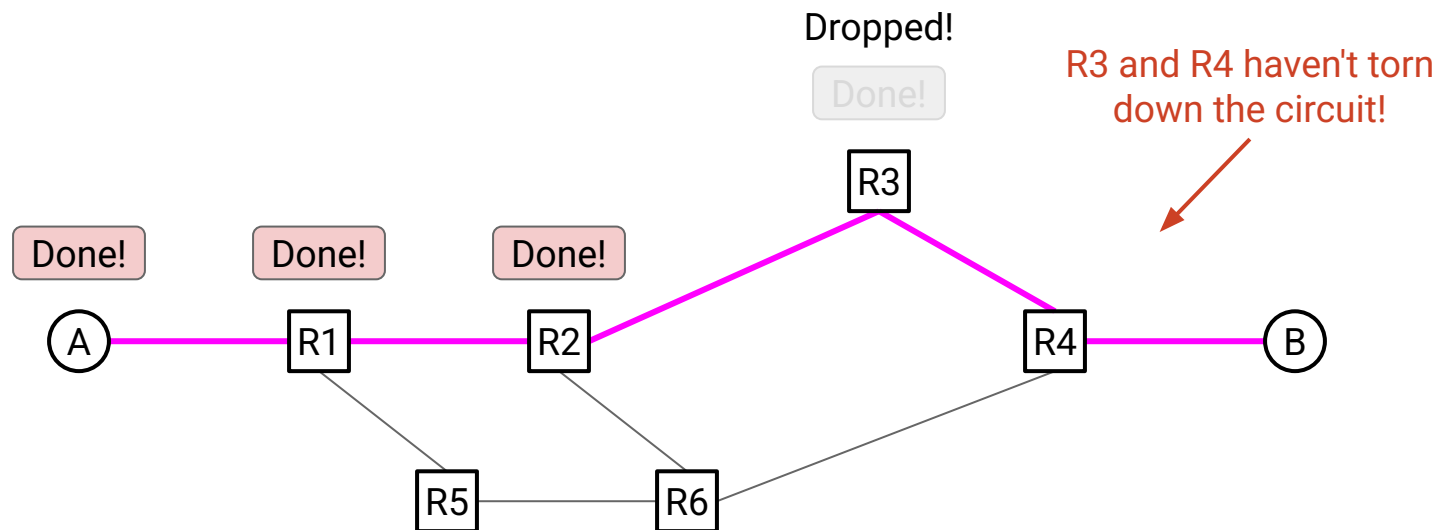 Dropped!
Done!
R3 and R4 haven't torn
down the circuit!
R3
Done!
Done!
Done!
A
R1
R2
R4
B
R5
R6